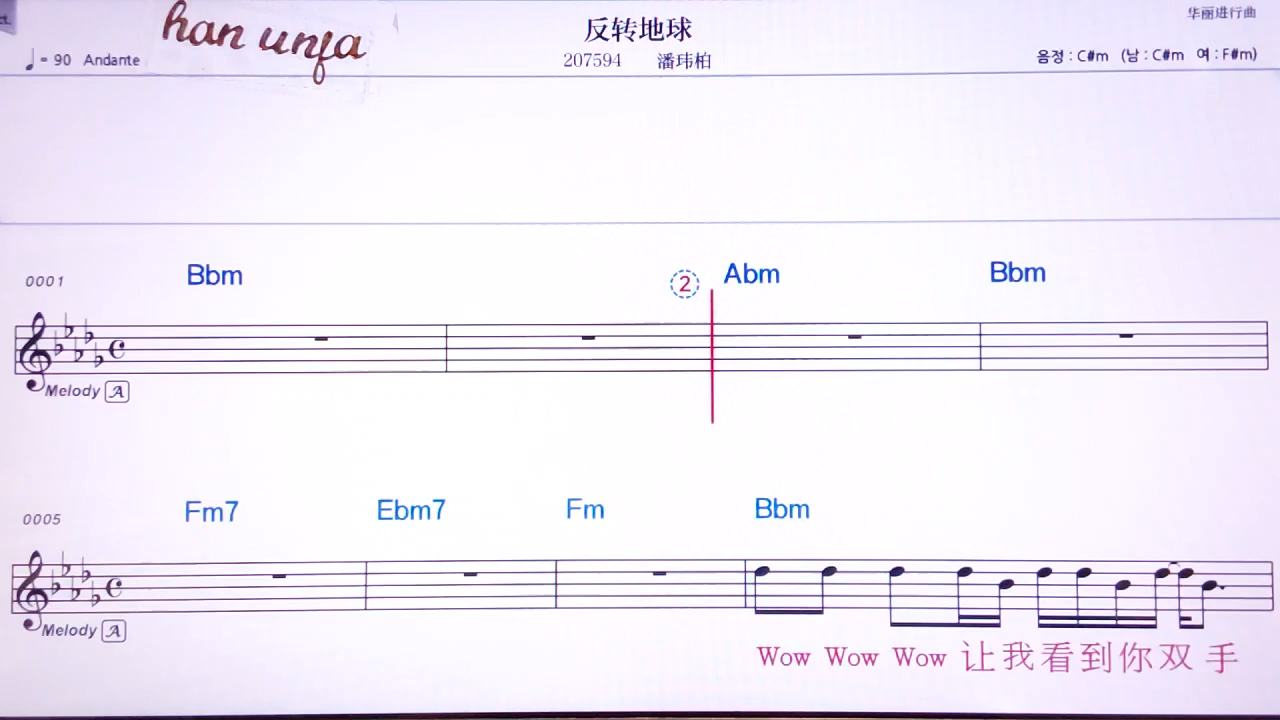 ct.
han unfa
反转地球
华丽进行曲
♩= 90 Andante
207594 潘玮柏
음정 : C#m (남 : C#m 여 : F#m)
0001 Bbm ② Abm Bbm
Melody A
0005 Fm7 Ebm7 Fm Bbm
Melody A
Wow Wow Wow 让我看到你双 手